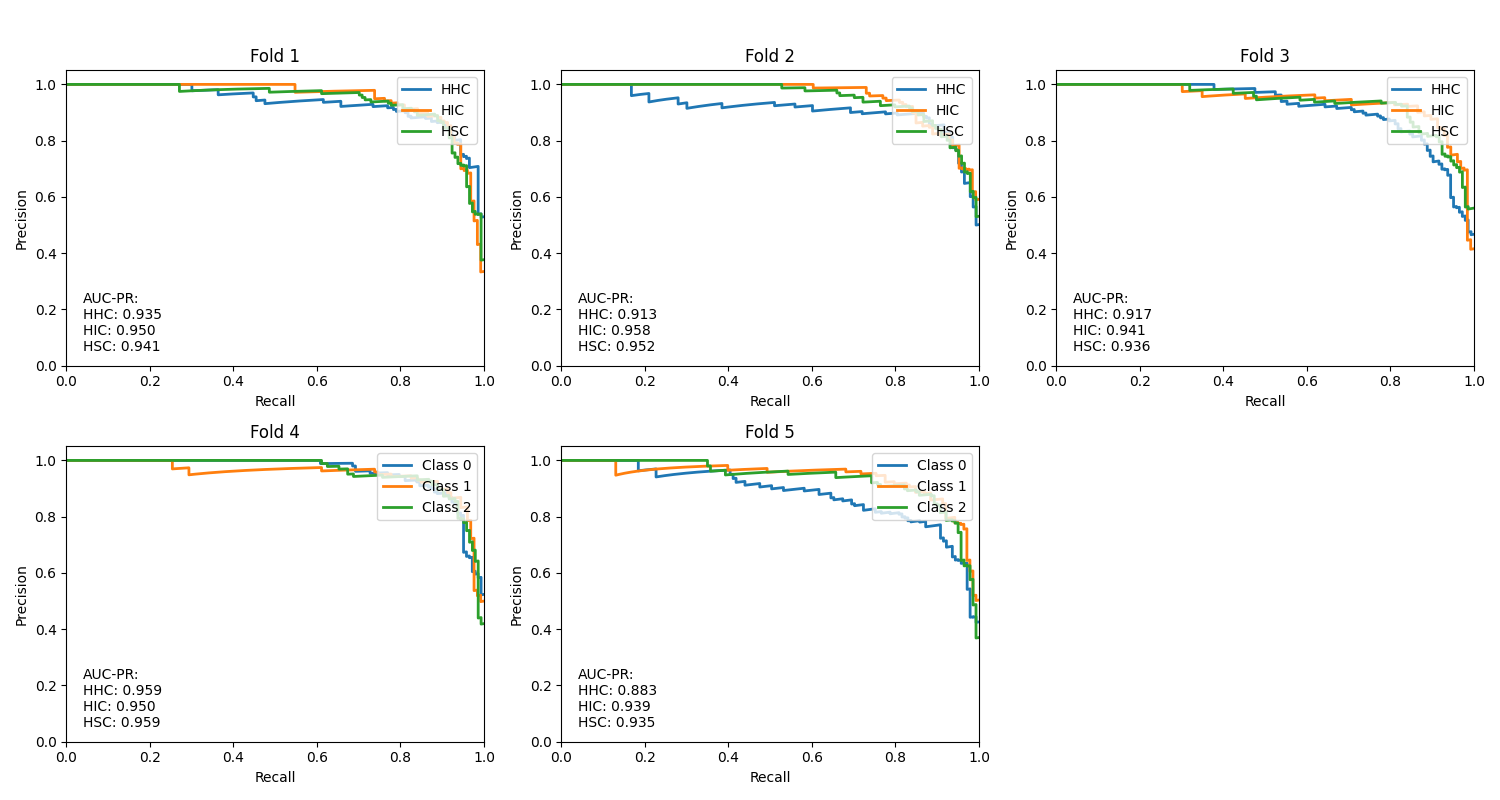 Fold 1
1.0
0.8
0.6
0.4
0.2
0.0
Precision
HHC
HIC
HSC
AUC-PR:
HHC: 0.935
HIC: 0.950
HSC: 0.941
0.0 0.2 0.4 0.6 0.8 1.0
Recall
Fold 2
1.0
0.8
0.6
0.4
0.2
0.0
Precision
HHC
HIC
HSC
AUC-PR:
HHC: 0.913
HIC: 0.958
HSC: 0.952
0.0 0.2 0.4 0.6 0.8 1.0
Recall
Fold 3
1.0
0.8
0.6
0.4
0.2
0.0
Precision
HHC
HIC
HSC
AUC-PR:
HHC: 0.917
HIC: 0.941
HSC: 0.936
0.0 0.2 0.4 0.6 0.8 1.0
Recall
Fold 4
1.0
0.8
0.6
0.4
0.2
0.0
Precision
Class 0
Class 1
Class 2
AUC-PR:
HHC: 0.959
HIC: 0.950
HSC: 0.959
0.0 0.2 0.4 0.6 0.8 1.0
Recall
Fold 5
1.0
0.8
0.6
0.4
0.2
0.0
Precision
Class 0
Class 1
Class 2
AUC-PR:
HHC: 0.883
HIC: 0.939
HSC: 0.935
0.0 0.2 0.4 0.6 0.8 1.0
Recall